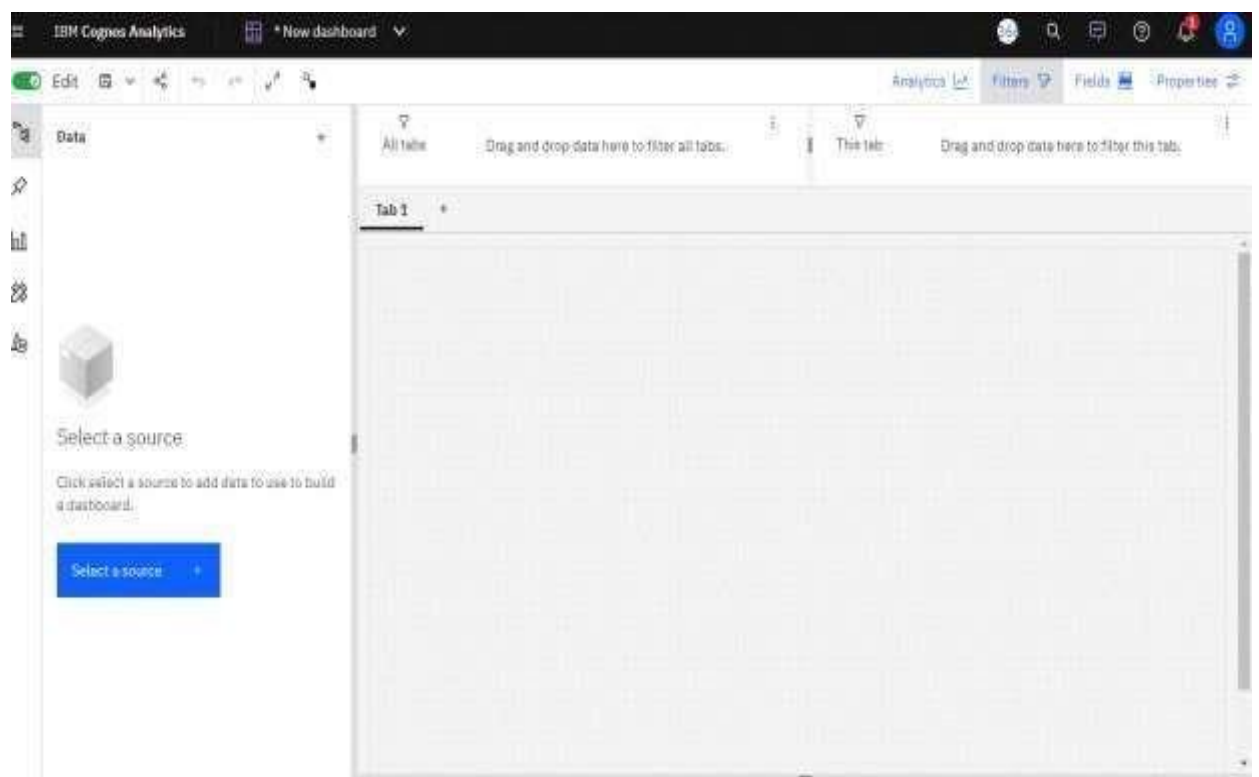 IBM Cognos Analytics
* New dashboard
Edit
Analytics
Filters
Fields
Properties
Data
+
All tabs
Drag and drop data here to filter all tabs.
This tab
Drag and drop data here to filter this tab.
Tab 1 +
Select a source
Click select a source to add data to use to build
a dashboard.
Select a source +